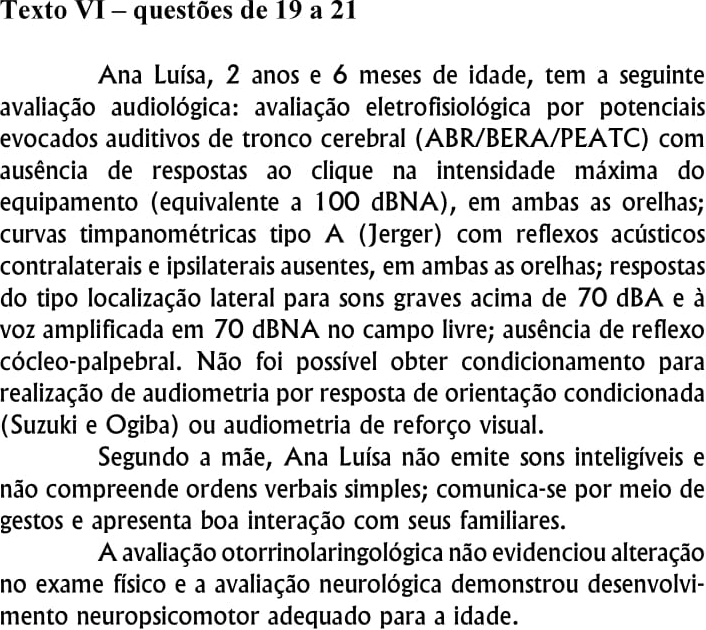 Texto VI – questões de 19 a 21
Ana Luísa, 2 anos e 6 meses de idade, tem a seguinte
avaliação audiológica: avaliação eletrofisiológica por potenciais
evocados auditivos de tronco cerebral (ABR/BERA/PEATC) com
ausência de respostas ao clique na intensidade máxima do
equipamento (equivalente a 100 dBNA), em ambas as orelhas;
curvas timpanométricas tipo A (Jerger) com reflexos acústicos
contralaterais e ipsilaterais ausentes, em ambas as orelhas; respostas
do tipo localização lateral para sons graves acima de 70 dBA e à
voz amplificada em 70 dBNA no campo livre; ausência de reflexo
cócleo-palpebral. Não foi possível obter condicionamento para
realização de audiometria por resposta de orientação condicionada
(Suzuki e Ogiba) ou audiometria de reforço visual.
Segundo a mãe, Ana Luísa não emite sons inteligíveis e
não compreende ordens verbais simples; comunica-se por meio de
gestos e apresenta boa interação com seus familiares.
A avaliação otorrinolaringológica não evidenciou alteração
no exame físico e a avaliação neurológica demonstrou desenvolvi-
mento neuropsicomotor adequado para a idade.